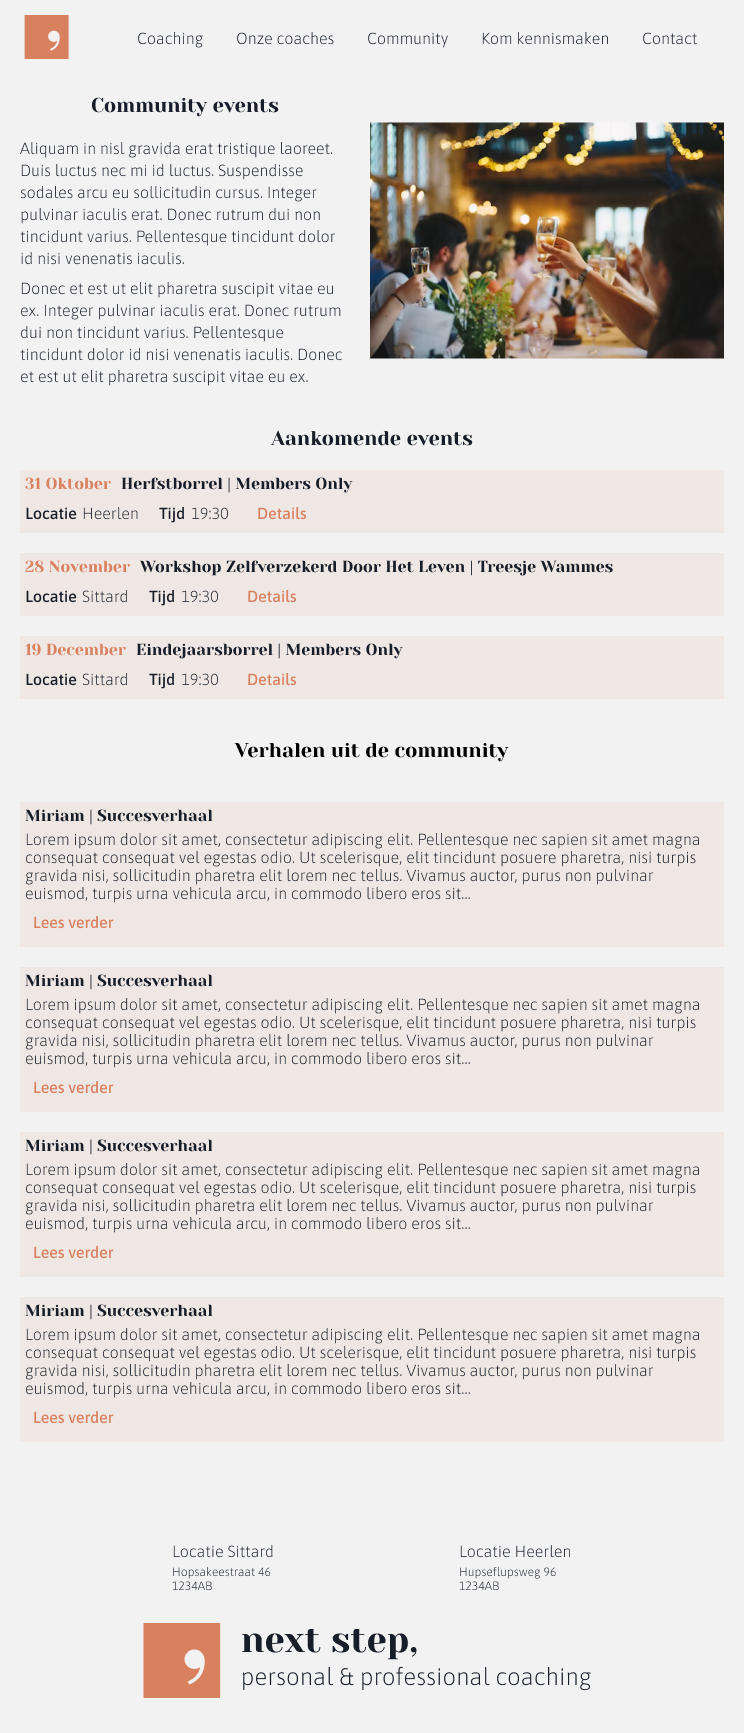 Coaching Onze coaches Community Kom kennismaken Contact
Community events
Aliquam in nisl gravida erat tristique laoreet.
Duis luctus nec mi id luctus. Suspendisse
sodales arcu eu sollicitudin cursus. Integer
pulvinar iaculis erat. Donec rutrum dui non
tincidunt varius. Pellentesque tincidunt dolor
id nisi venenatis iaculis.
Donec et est ut elit pharetra suscipit vitae eu
ex. Integer pulvinar iaculis erat. Donec rutrum
dui non tincidunt varius. Pellentesque
tincidunt dolor id nisi venenatis iaculis. Donec
et est ut elit pharetra suscipit vitae eu ex.
Aankomende events
31 Oktober Herfstborrel | Members Only
Locatie Heerlen Tijd 19:30 Details
28 November Workshop Zelfverzekerd Door Het Leven | Treesje Wammes
Locatie Sittard Tijd 19:30 Details
19 December Eindejaarsborrel | Members Only
Locatie Sittard Tijd 19:30 Details
Verhalen uit de community
Miriam | Succesverhaal
Lorem ipsum dolor sit amet, consectetur adipiscing elit. Pellentesque nec sapien sit amet magna
consequat consequat vel egestas odio. Ut scelerisque, elit tincidunt posuere pharetra, nisi turpis
gravida nisi, sollicitudin pharetra elit lorem nec tellus. Vivamus auctor, purus non pulvinar
euismod, turpis urna vehicula arcu, in commodo libero eros sit...
Lees verder
Miriam | Succesverhaal
Lorem ipsum dolor sit amet, consectetur adipiscing elit. Pellentesque nec sapien sit amet magna
consequat consequat vel egestas odio. Ut scelerisque, elit tincidunt posuere pharetra, nisi turpis
gravida nisi, sollicitudin pharetra elit lorem nec tellus. Vivamus auctor, purus non pulvinar
euismod, turpis urna vehicula arcu, in commodo libero eros sit...
Lees verder
Miriam | Succesverhaal
Lorem ipsum dolor sit amet, consectetur adipiscing elit. Pellentesque nec sapien sit amet magna
consequat consequat vel egestas odio. Ut scelerisque, elit tincidunt posuere pharetra, nisi turpis
gravida nisi, sollicitudin pharetra elit lorem nec tellus. Vivamus auctor, purus non pulvinar
euismod, turpis urna vehicula arcu, in commodo libero eros sit...
Lees verder
Miriam | Succesverhaal
Lorem ipsum dolor sit amet, consectetur adipiscing elit. Pellentesque nec sapien sit amet magna
consequat consequat vel egestas odio. Ut scelerisque, elit tincidunt posuere pharetra, nisi turpis
gravida nisi, sollicitudin pharetra elit lorem nec tellus. Vivamus auctor, purus non pulvinar
euismod, turpis urna vehicula arcu, in commodo libero eros sit...
Lees verder
Locatie Sittard
Hopsakeestraat 46
1234AB
Locatie Heerlen
Hupseflupsweg 96
1234AB
next step,
personal & professional coaching